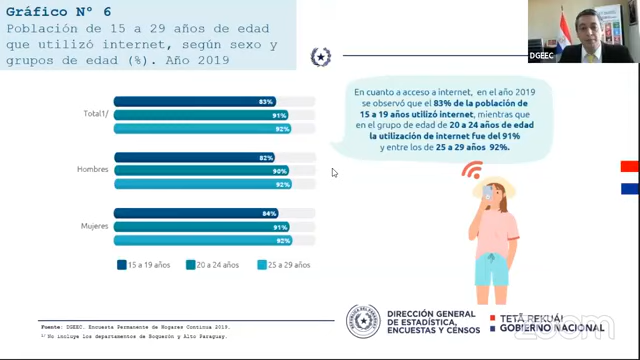 Gráfico Nº 6
Población de 15 a 29 años de edad
que utilizó internet, según sexo y
grupos de edad (%). Año 2019
DGEEC
En cuanto a acceso a internet, en el año 2019
se observó que el 83% de la población de
15 a 19 años utilizó internet, mientras que
en el grupo de edad de 20 a 24 años de edad
la utilización de internet fue del 91%
y entre los de 25 a 29 años 92%.
Total1/
83%
91%
92%
Hombres
82%
90%
92%
Mujeres
84%
91%
92%
15 a 19 años
20 a 24 años
25 a 29 años
DIRECCIÓN GENERAL
DE ESTADÍSTICA,
ENCUESTAS Y CENSOS
TETÃ REKUÁI
GOBIERNO NACIONAL
zoom
Fuente: DGEEC. Encuesta Permanente de Hogares Continua 2019.
1/ No incluye los departamentos de Boquerón y Alto Paraguay.